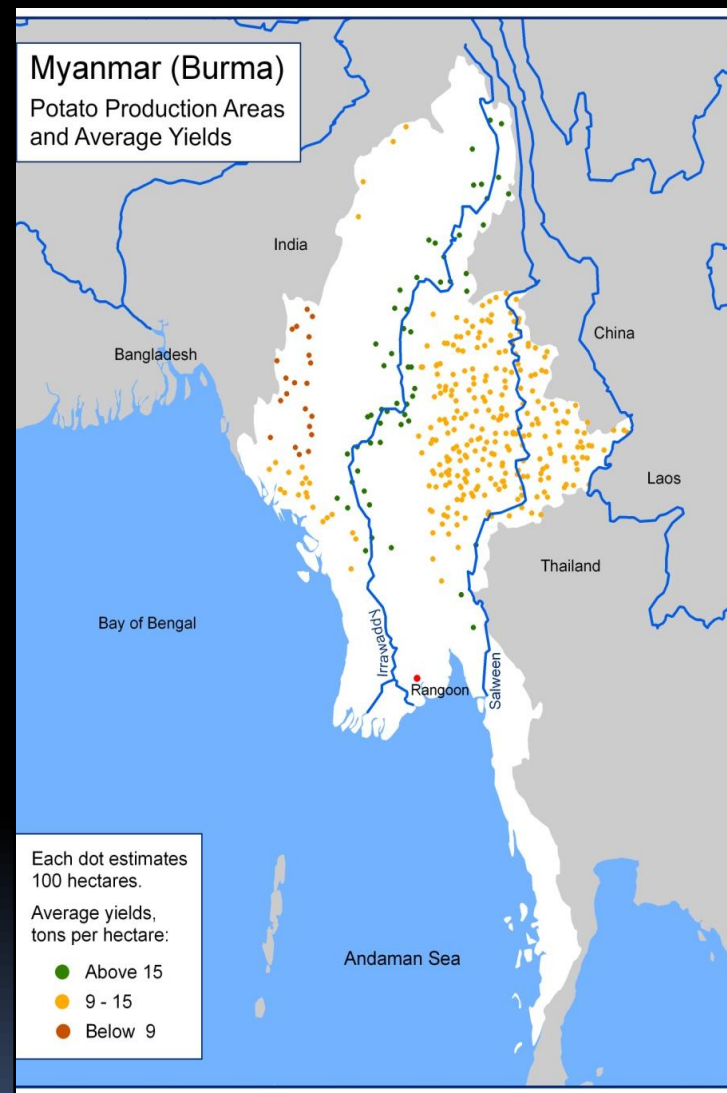 Myanmar (Burma)
Potato Production Areas
and Average Yields
India
China
Bangladesh
Laos
Thailand
Bay of Bengal
Irrawaddy
Salween
Rangoon
Each dot estimates
100 hectares.
Average yields,
tons per hectare:
Above 15
9 - 15
Below 9
Andaman Sea